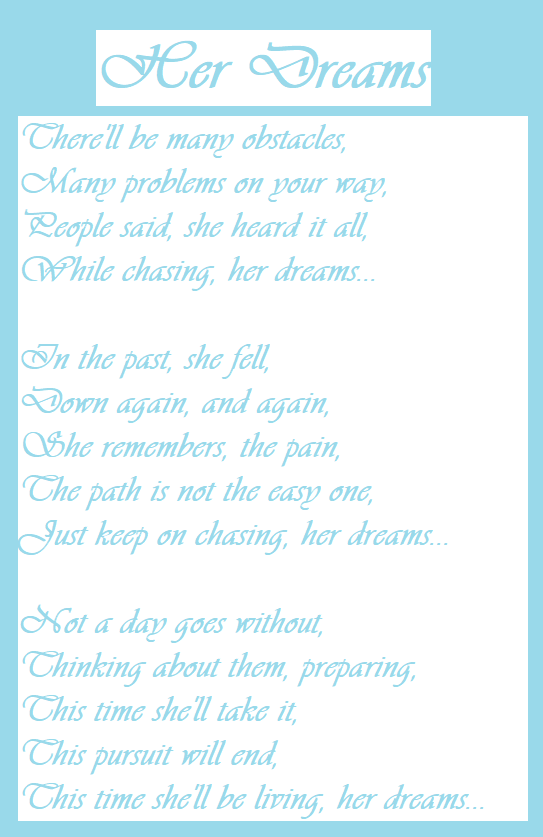 Her Dreams
There'll be many obstacles,
Many problems on your way,
People said, she heard it all,
While chasing, her dreams...
In the past, she fell,
Down again, and again,
She remembers, the pain,
The path is not the easy one,
Just keep on chasing, her dreams...
Not a day goes without,
Thinking about them, preparing,
This time she'll take it,
This pursuit will end,
This time she'll be living, her dreams...